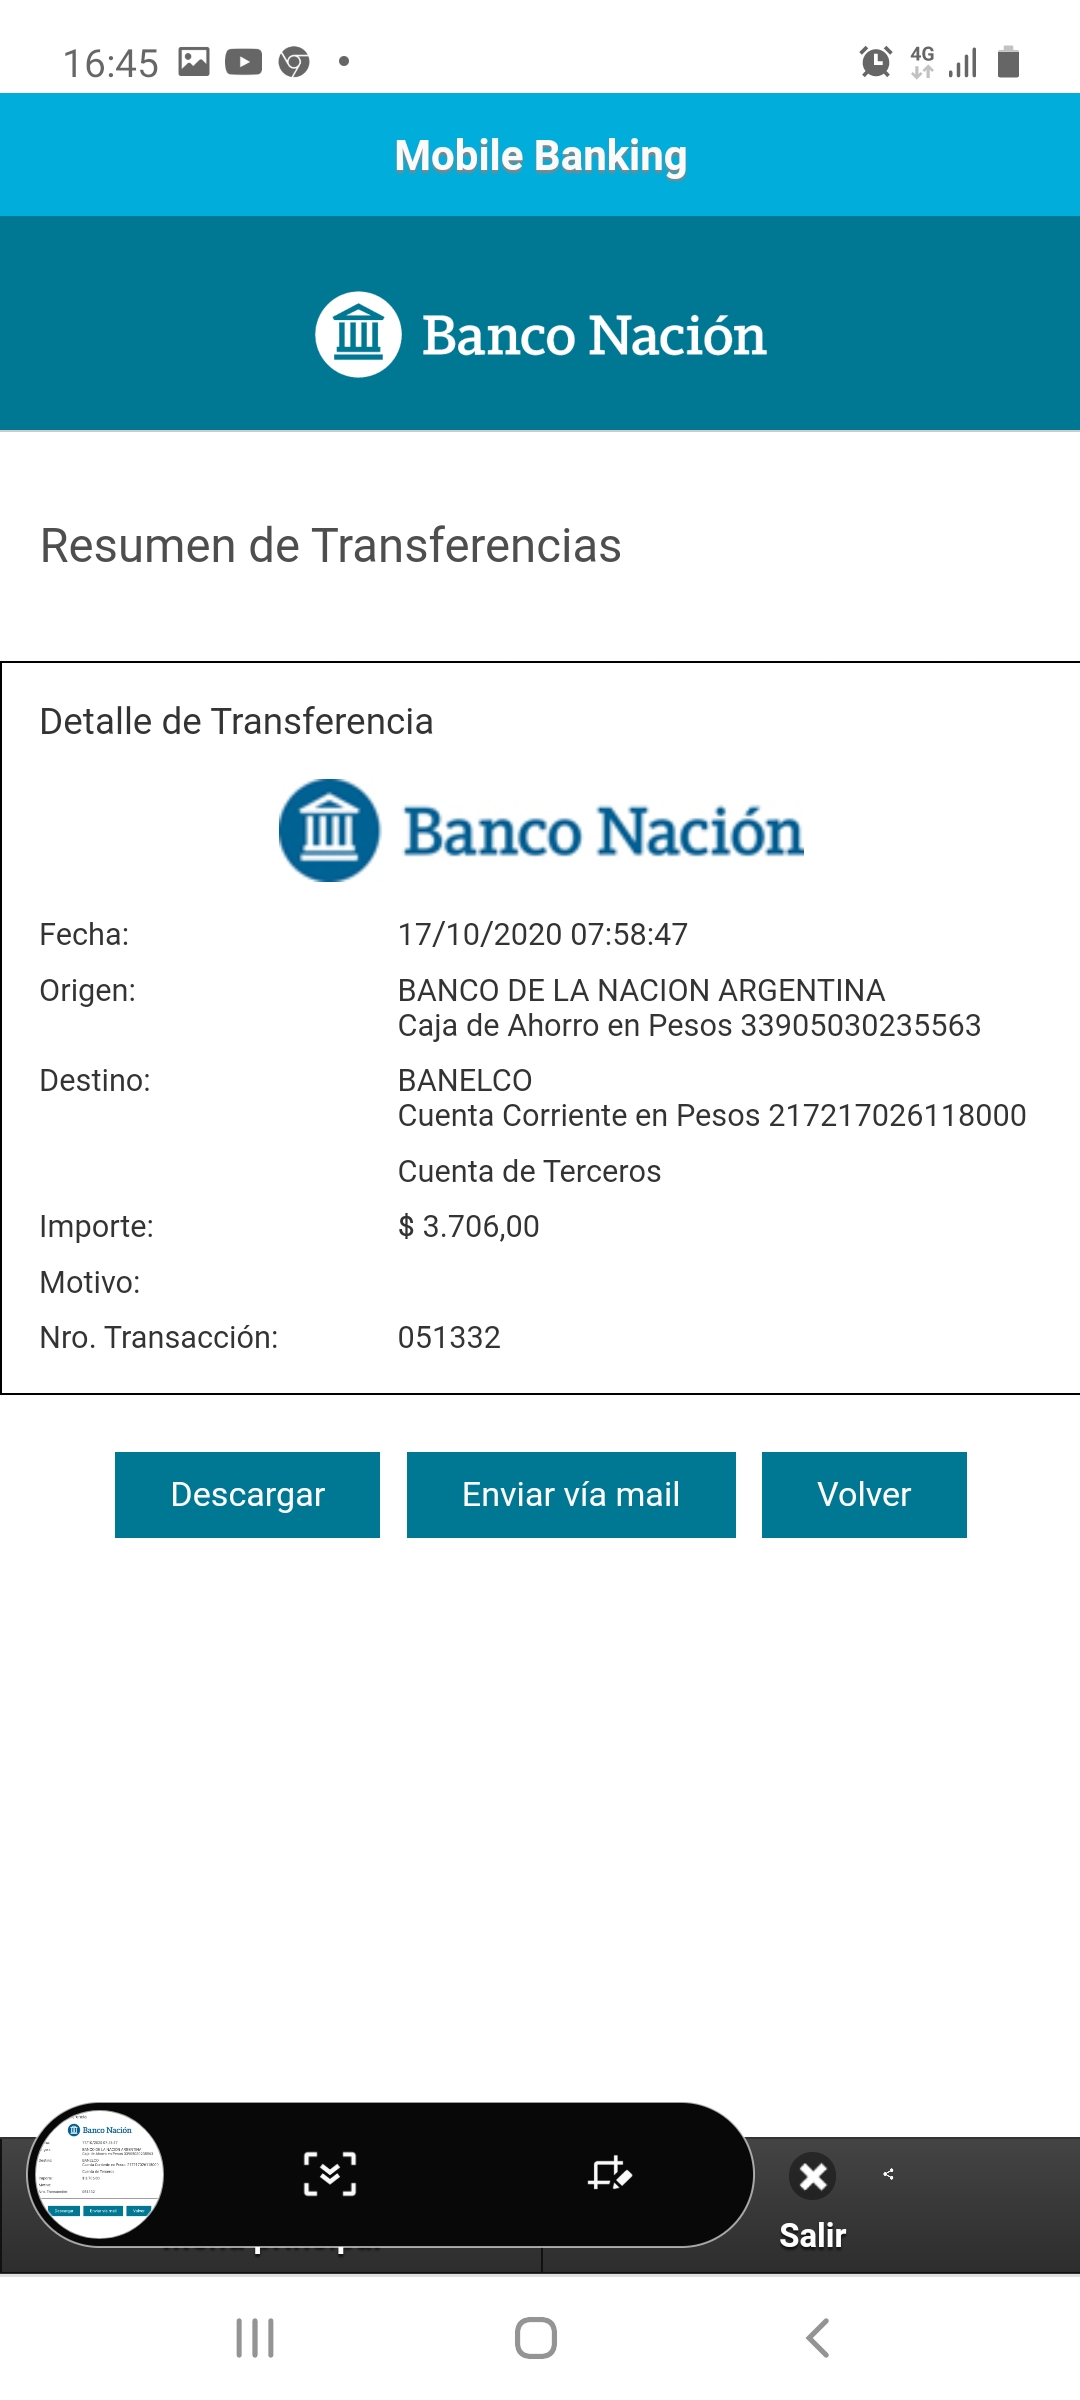 16:45
4G
Mobile Banking
Banco Nación
Resumen de Transferencias
Detalle de Transferencia
Banco Nación
Fecha: 17/10/2020 07:58:47
Origen: BANCO DE LA NACION ARGENTINA
Caja de Ahorro en Pesos 33905030235563
Destino: BANELCO
Cuenta Corriente en Pesos 217217026118000
Cuenta de Terceros
Importe: $ 3.706,00
Motivo:
Nro. Transacción: 051332
Descargar Enviar vía mail Volver
Banco Nación
Salir